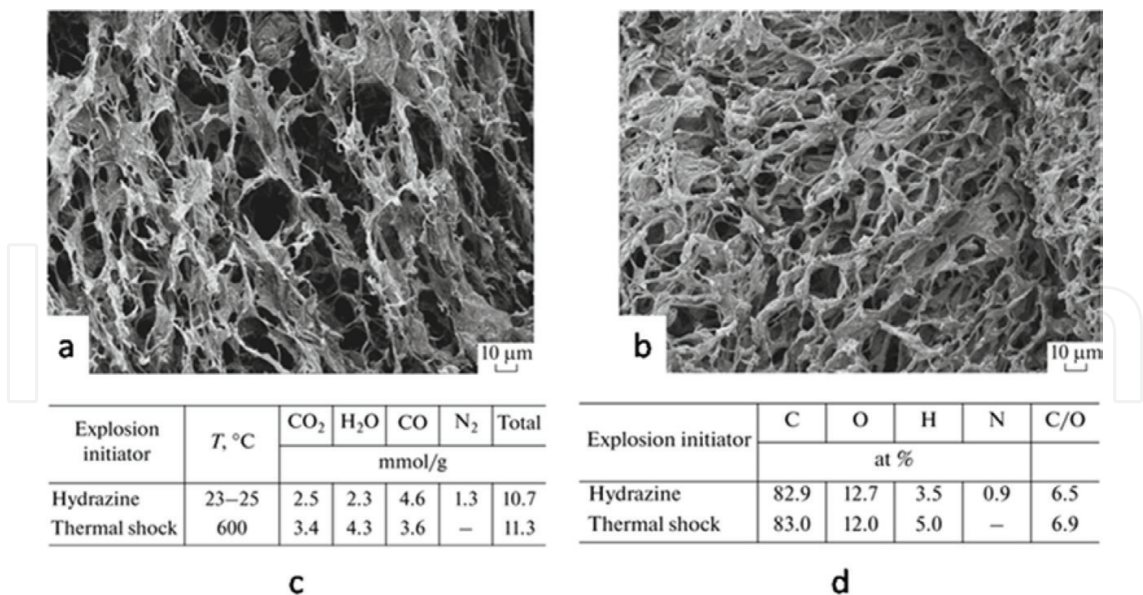 a
10 μm
b
10 μm
Explosion initiator T, °C CO₂ H₂O CO N₂ Total
mmol/g
Hydrazine 23–25 2.5 2.3 4.6 1.3 10.7
Thermal shock 600 3.4 4.3 3.6 – 11.3
c
Explosion initiator C O H N C/O
at %
Hydrazine 82.9 12.7 3.5 0.9 6.5
Thermal shock 83.0 12.0 5.0 – 6.9
d